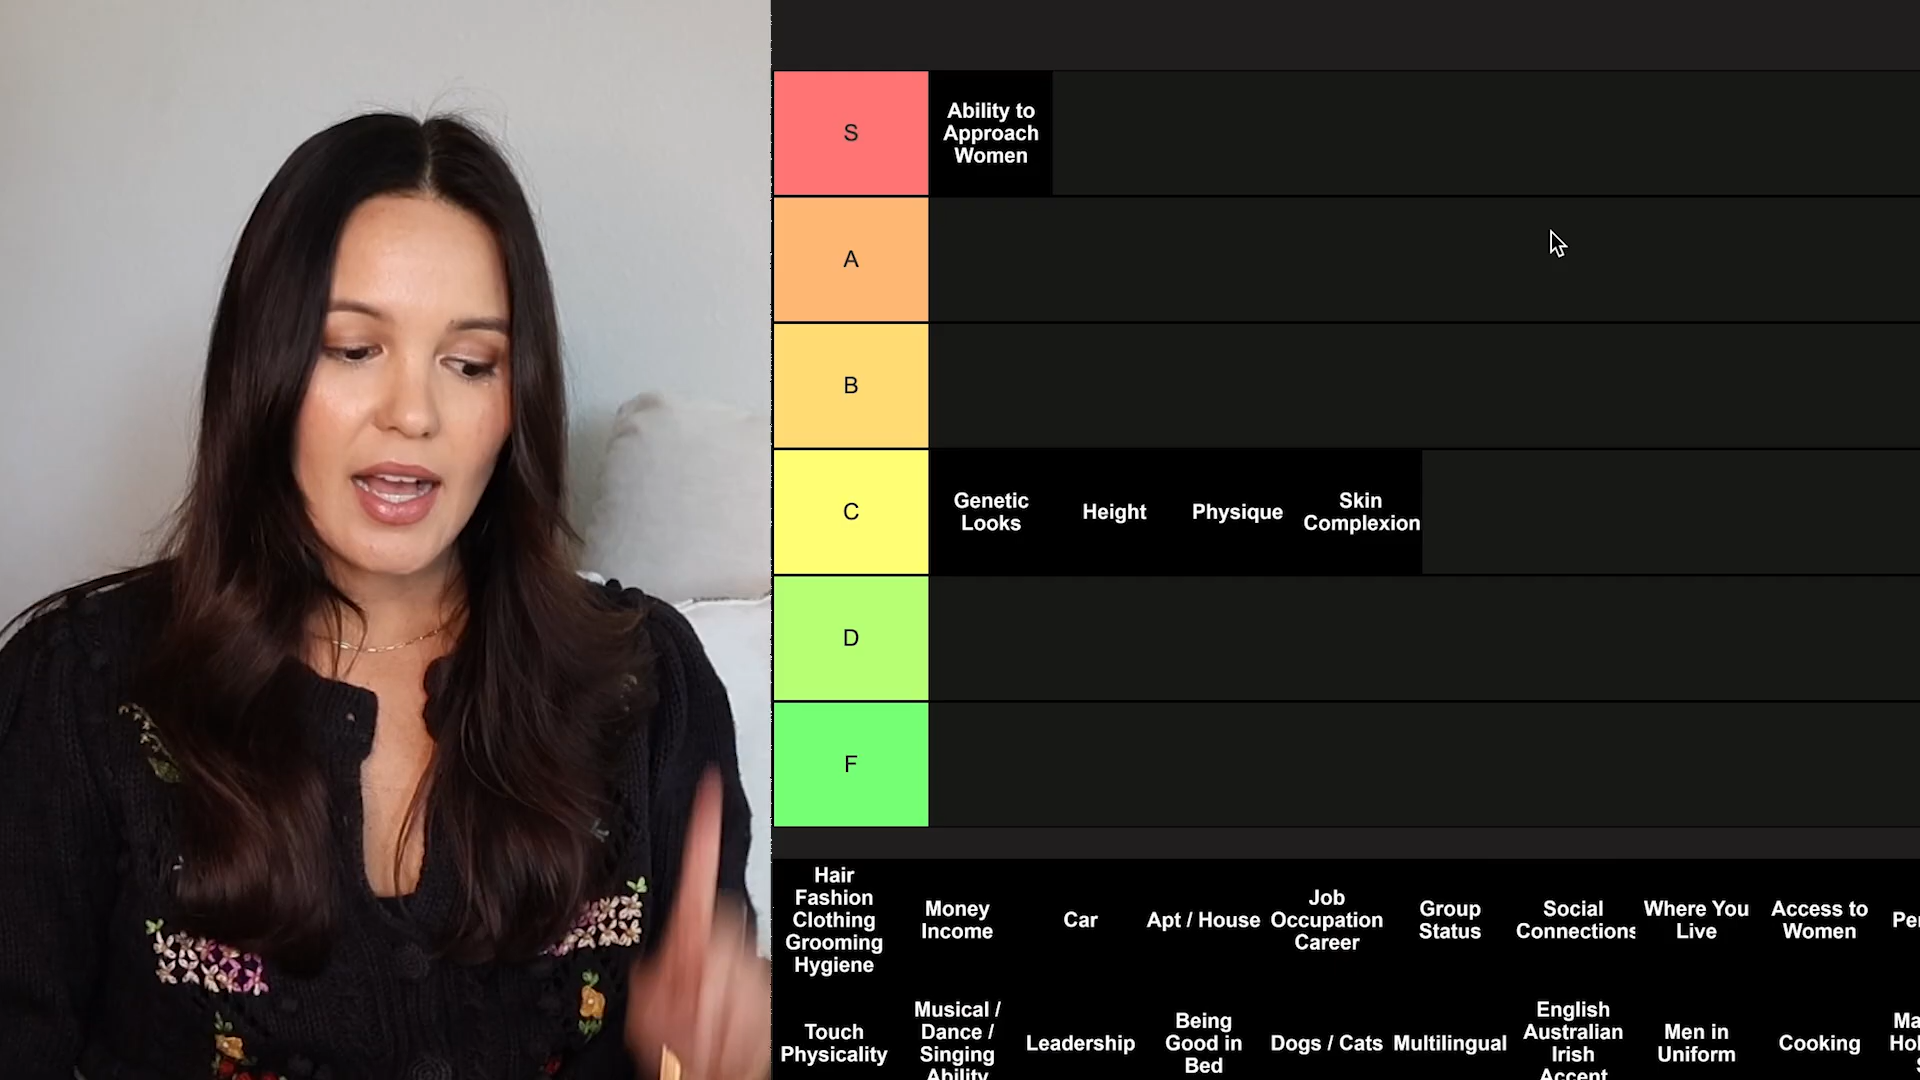 S
Ability to
Approach
Women
A
B
C
Genetic
Looks
Height
Physique
Skin
Complexion
D
F
Hair
Fashion
Clothing
Grooming
Hygiene
Money
Income
Car
Apt / House
Job
Occupation
Career
Group
Status
Social
Connections
Where You
Live
Access to
Women
Touch
Physicality
Musical /
Dance /
Singing
Ability
Leadership
Being
Good in
Bed
Dogs / Cats
Multilingual
English
Australian
Irish
Accent
Men in
Uniform
Cooking